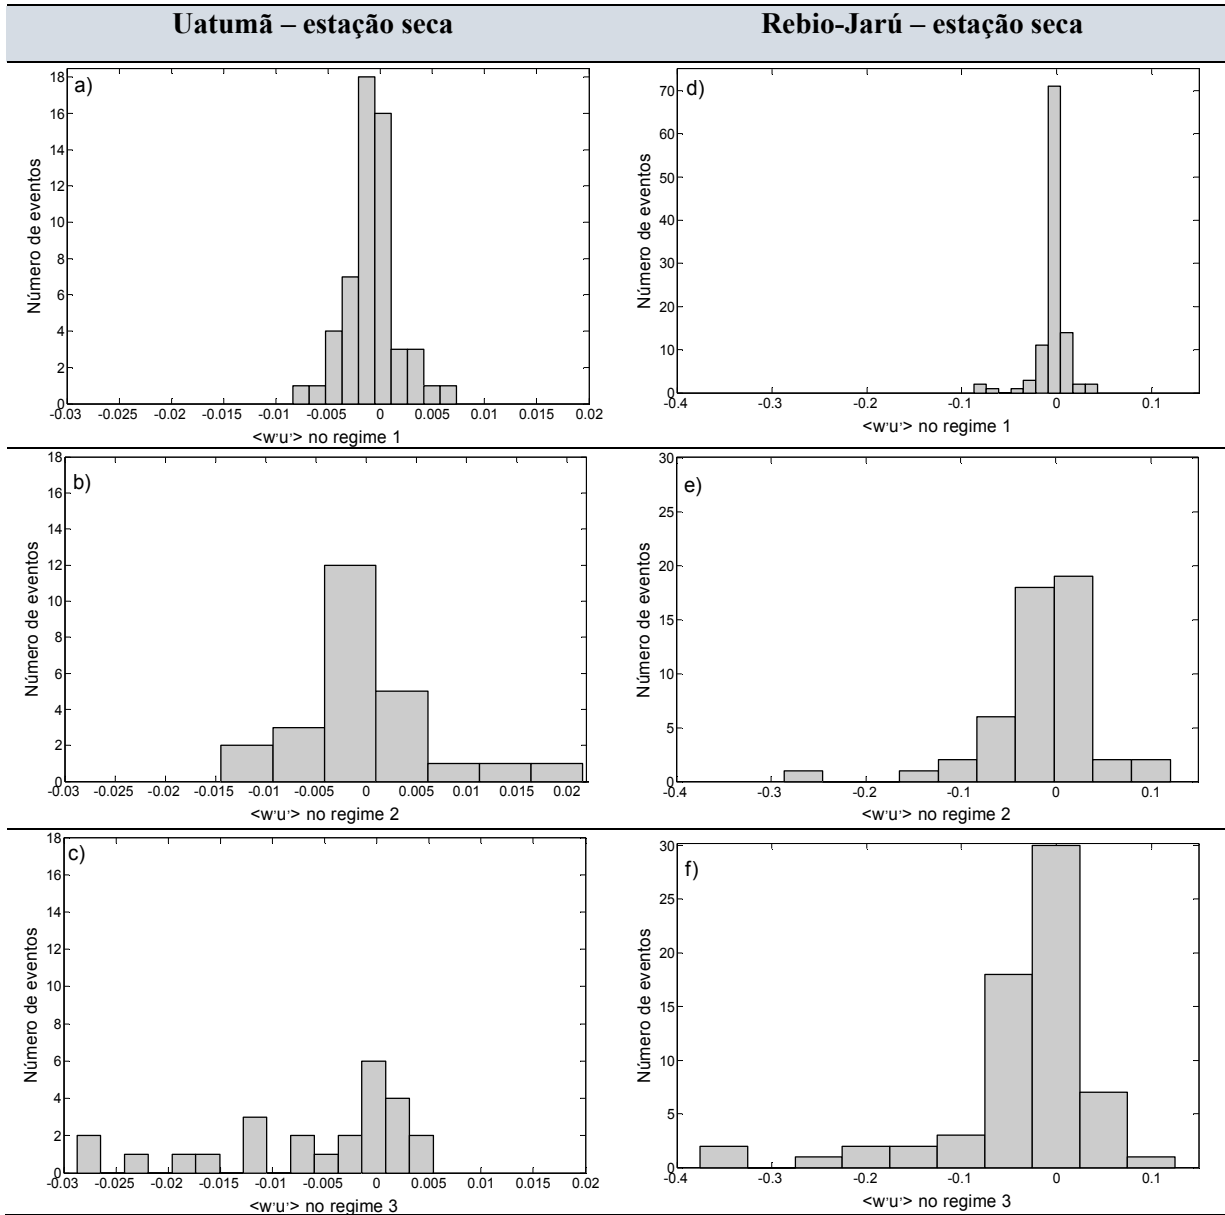 Uatumã – estação seca
Rebio-Jarú – estação seca
a)
Número de eventos
18
16
14
12
10
8
6
4
2
0
-0.03 -0.025 -0.02 -0.015 -0.01 -0.005 0 0.005 0.01 0.015 0.02
<w'u'> no regime 1
d)
Número de eventos
70
60
50
40
30
20
10
0
-0.4 -0.3 -0.2 -0.1 0 0.1
<w'u'> no regime 1
b)
Número de eventos
18
16
14
12
10
8
6
4
2
0
-0.03 -0.025 -0.02 -0.015 -0.01 -0.005 0 0.005 0.01 0.015 0.02
<w'u'> no regime 2
e)
Número de eventos
30
25
20
15
10
5
0
-0.4 -0.3 -0.2 -0.1 0 0.1
<w'u'> no regime 2
c)
Número de eventos
18
16
14
12
10
8
6
4
2
0
-0.03 -0.025 -0.02 -0.015 -0.01 -0.005 0 0.005 0.01 0.015 0.02
<w'u'> no regime 3
f)
Número de eventos
30
25
20
15
10
5
0
-0.4 -0.3 -0.2 -0.1 0 0.1
<w'u'> no regime 3